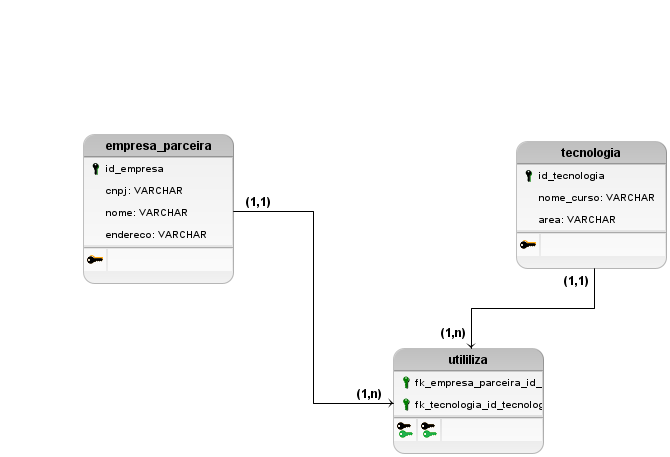 empresa_parceira
id_empresa
cnpj: VARCHAR
nome: VARCHAR
endereco: VARCHAR
(1,1)
tecnologia
id_tecnologia
nome_curso: VARCHAR
area: VARCHAR
(1,1)
(1,n)
(1,n)
utililiza
fk_empresa_parceira_id_
fk_tecnologia_id_tecnolog